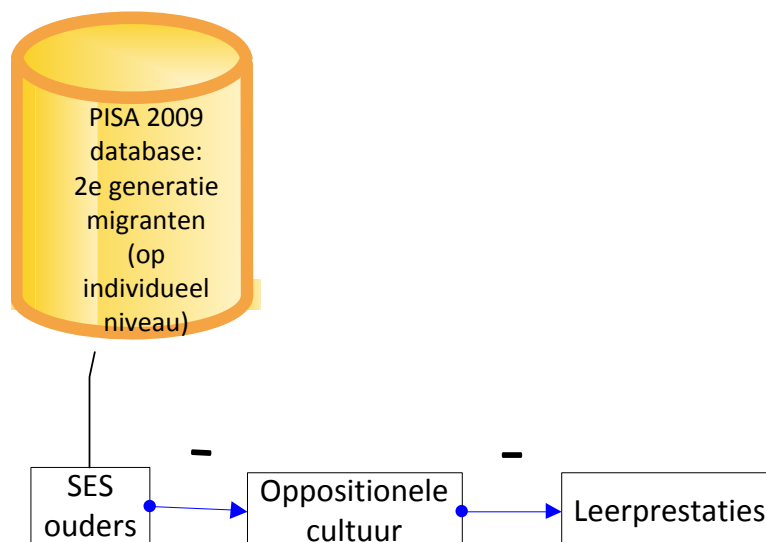 PISA 2009
database:
2e generatie
migranten
(op
individueel
niveau)
–
–
SES
ouders
Oppositionele
cultuur
Leerprestaties